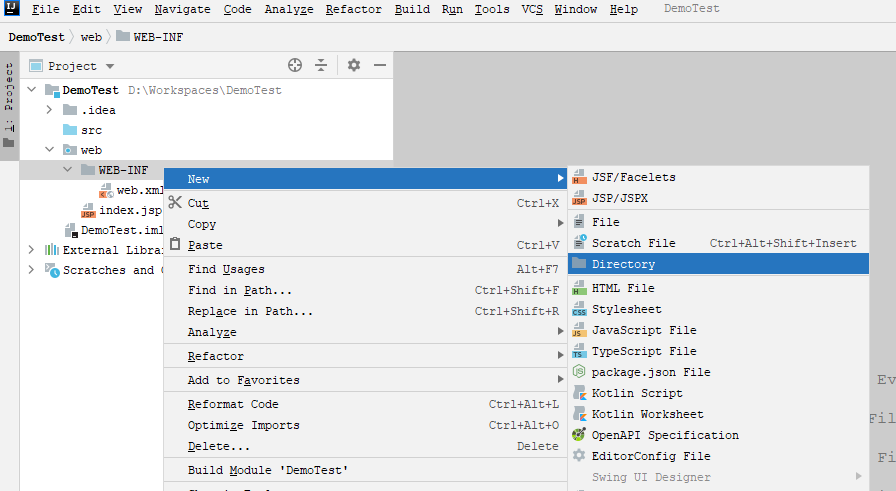 IJ File Edit View Navigate Code Analyze Refactor Build Run Tools VCS Window Help DemoTest
DemoTest web WEB-INF
1: Project
Project
DemoTest D:\Workspaces\DemoTest
.idea
src
web
WEB-INF
web.xml
index.jsp
DemoTest.iml
External Libra
Scratches and C
New
Cut Ctrl+X
Copy
Paste Ctrl+V
Find Usages Alt+F7
Find in Path... Ctrl+Shift+F
Replace in Path... Ctrl+Shift+R
Analyze
Refactor
Add to Favorites
Reformat Code Ctrl+Alt+L
Optimize Imports Ctrl+Alt+O
Delete... Delete
Build Module 'DemoTest'
JSF/Facelets
JSP/JSPX
File
Scratch File Ctrl+Alt+Shift+Insert
Directory
HTML File
Stylesheet
JavaScript File
TypeScript File
package.json File
Kotlin Script
Kotlin Worksheet
OpenAPI Specification
EditorConfig File
Swing UI Designer
Ev
Fil
Fi